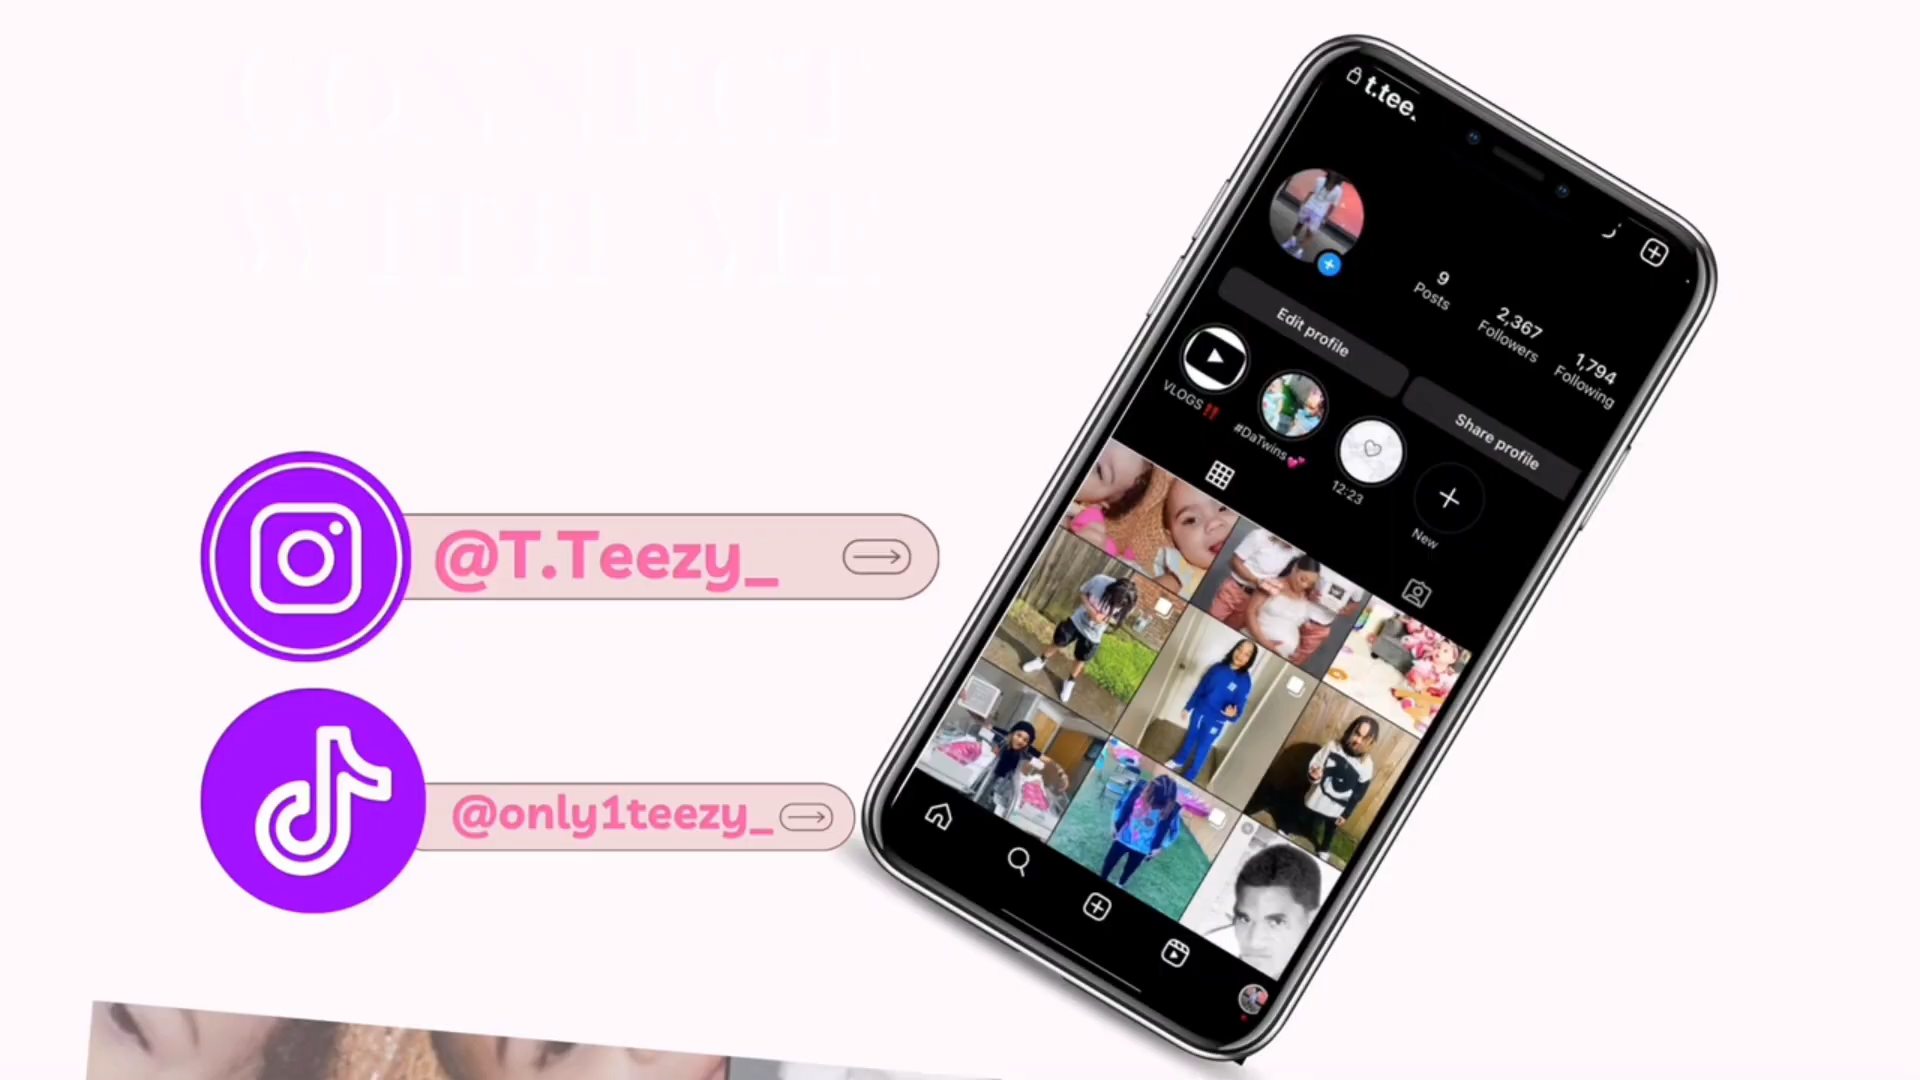 CONNECT
WITH ME
@T.Teezy_
@only1teezy_
t.tee.
9
Posts
2,367
Followers
1,794
Following
Edit profile
Share profile
VLOGS‼️
#DaTwins💕
12:23
New